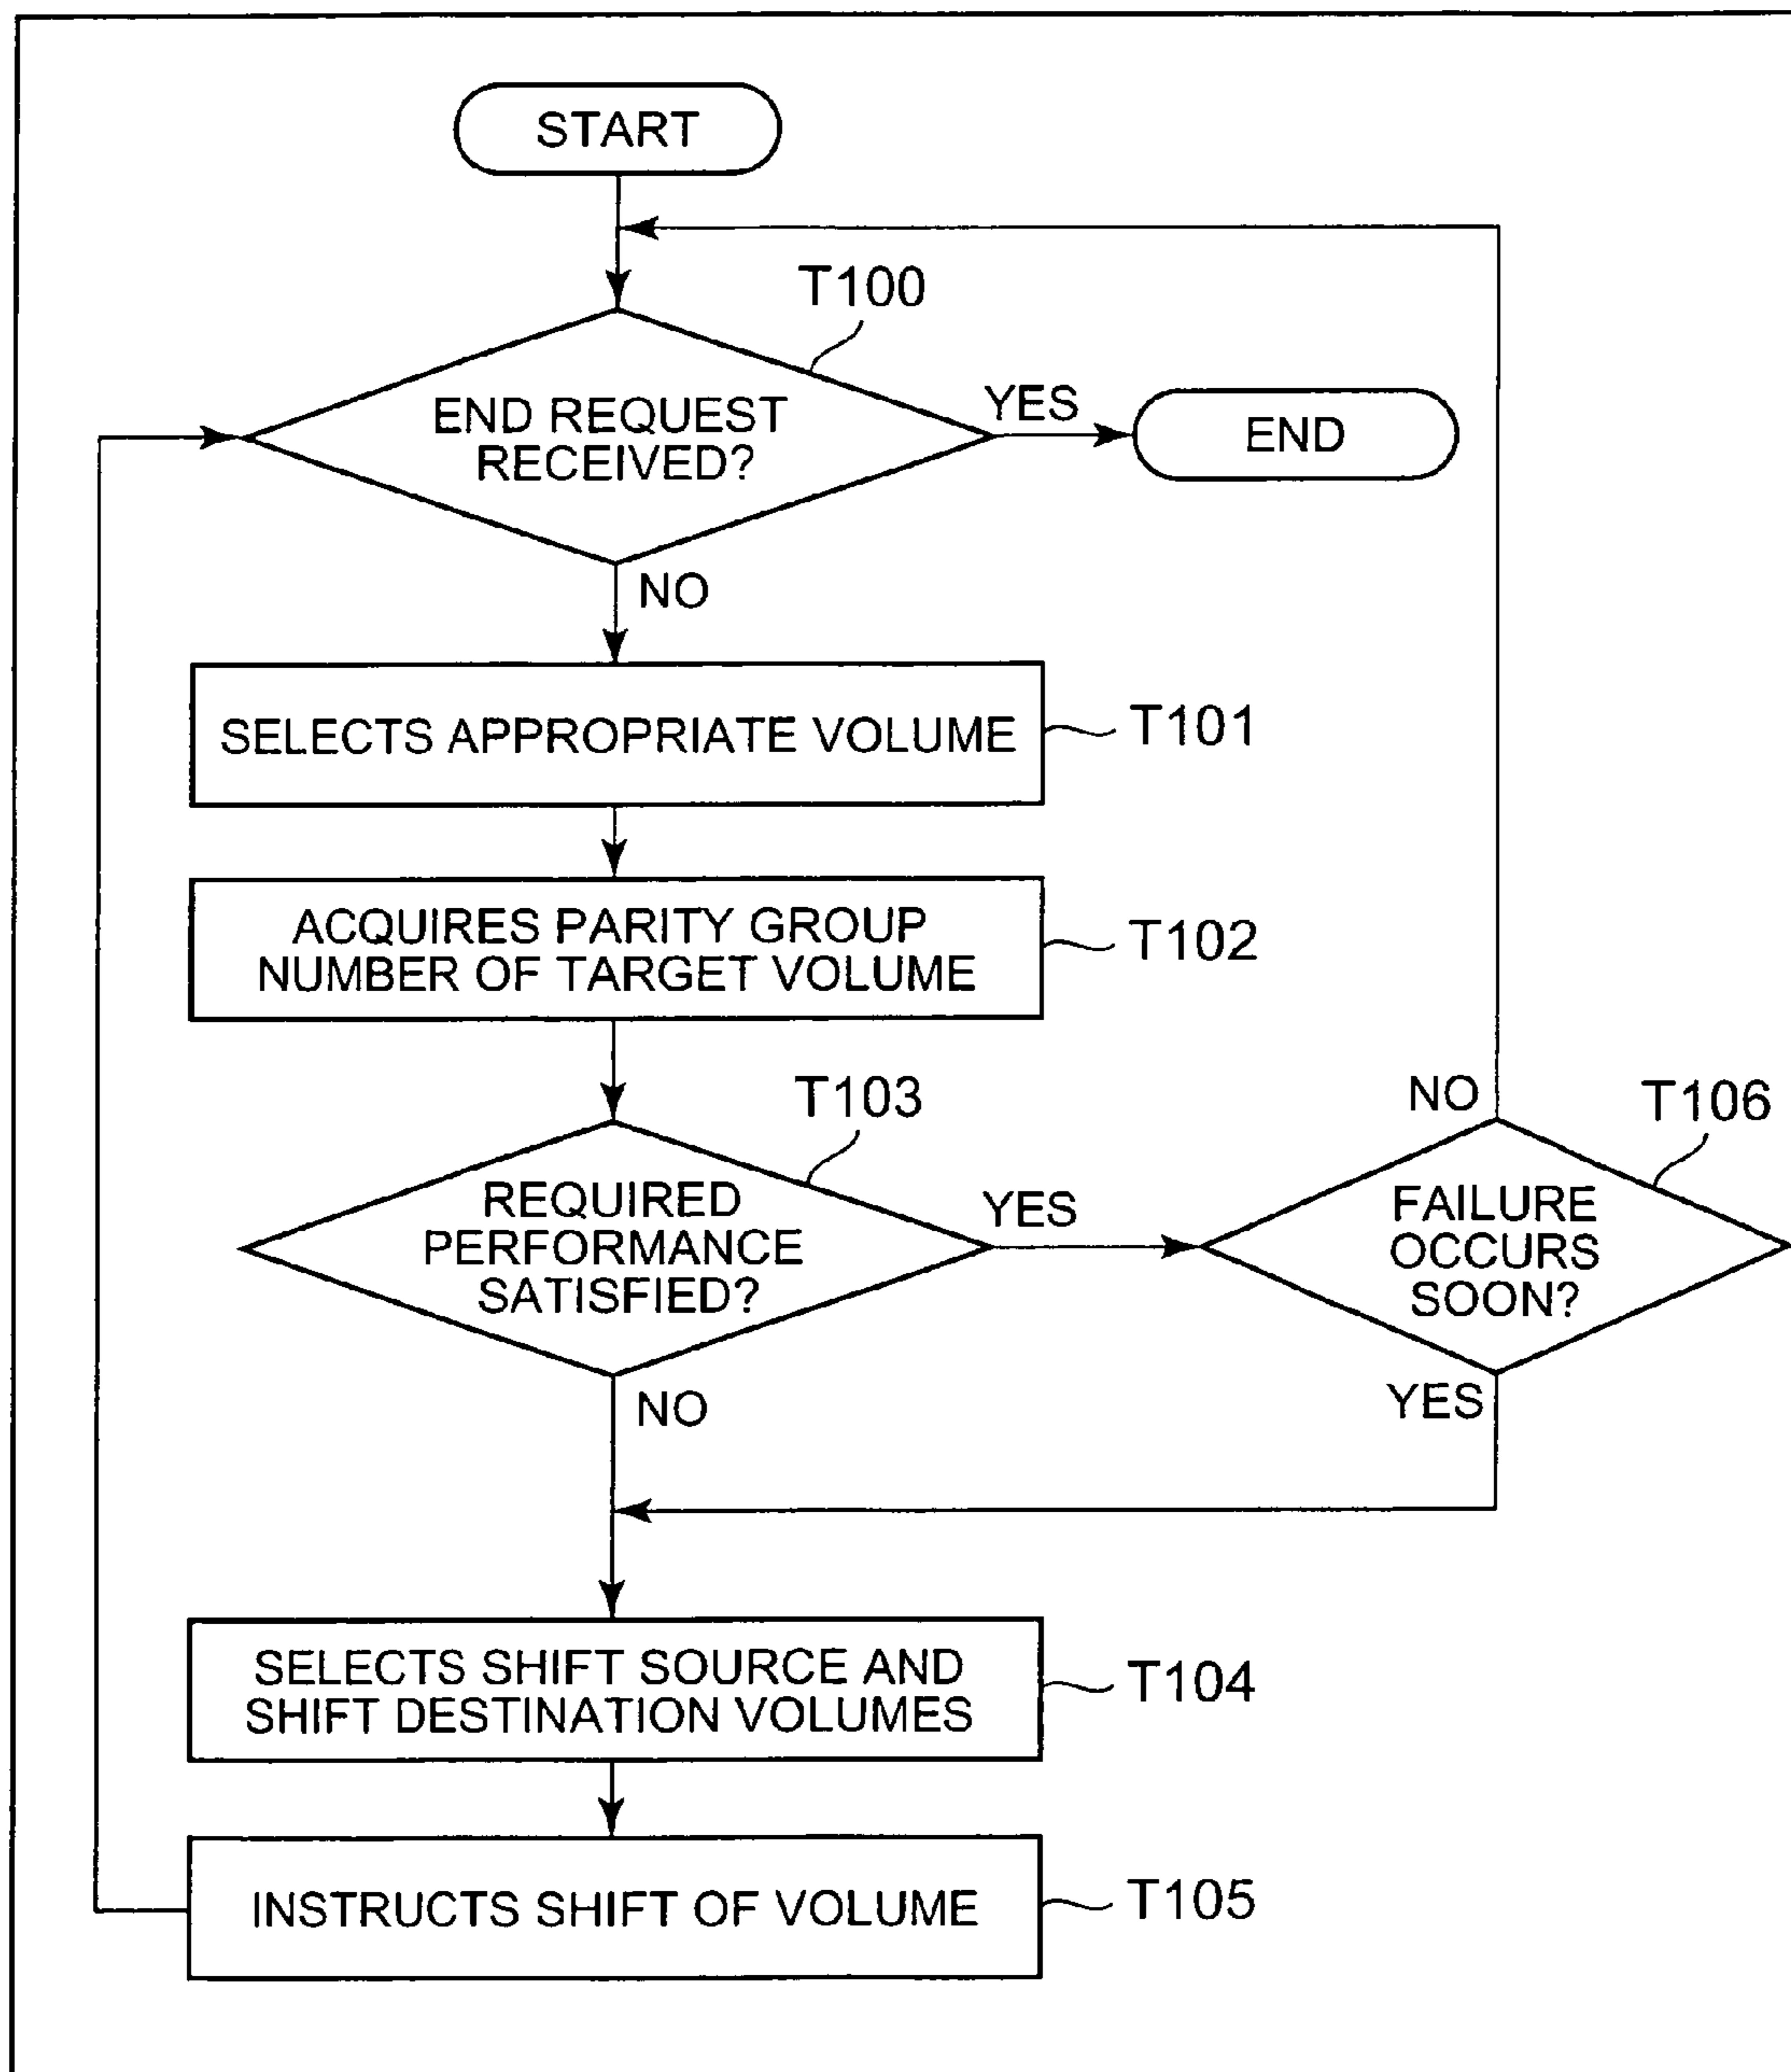 START
T100
END REQUEST
RECEIVED?
YES
END
NO
SELECTS APPROPRIATE VOLUME
T101
ACQUIRES PARITY GROUP
NUMBER OF TARGET VOLUME
T102
T103
REQUIRED
PERFORMANCE
SATISFIED?
YES
NO
T106
FAILURE
OCCURS
SOON?
YES
NO
SELECTS SHIFT SOURCE AND
SHIFT DESTINATION VOLUMES
T104
INSTRUCTS SHIFT OF VOLUME
T105